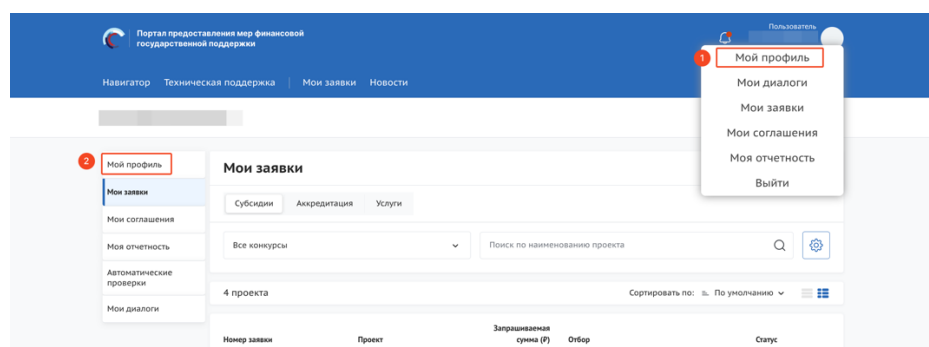 Портал предоставления мер финансовой
государственной поддержки
Пользователь
Навигатор Техническая поддержка Мои заявки Новости
1 Мой профиль
Мои диалоги
Мои заявки
Мои соглашения
Моя отчетность
Выйти
2 Мой профиль
Мои заявки
Мои соглашения
Моя отчетность
Автоматические
проверки
Мои диалоги
Мои заявки
Субсидии Аккредитация Услуги
Все конкурсы Поиск по наименованию проекта
4 проекта Сортировать по: По умолчанию
Номер заявки Проект Запрашиваемая
сумма (₽) Отбор Статус